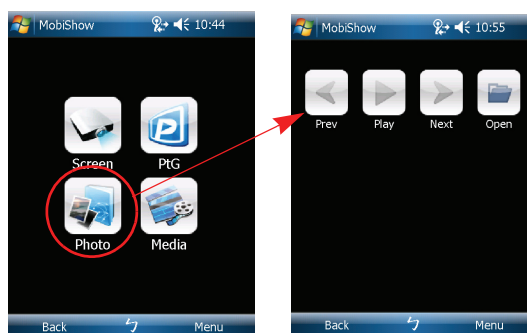 MobiShow 10:44
Screen PtG
Photo Media
Back ㄅ Menu
MobiShow 10:55
Prev Play Next Open
Back ㄅ Menu